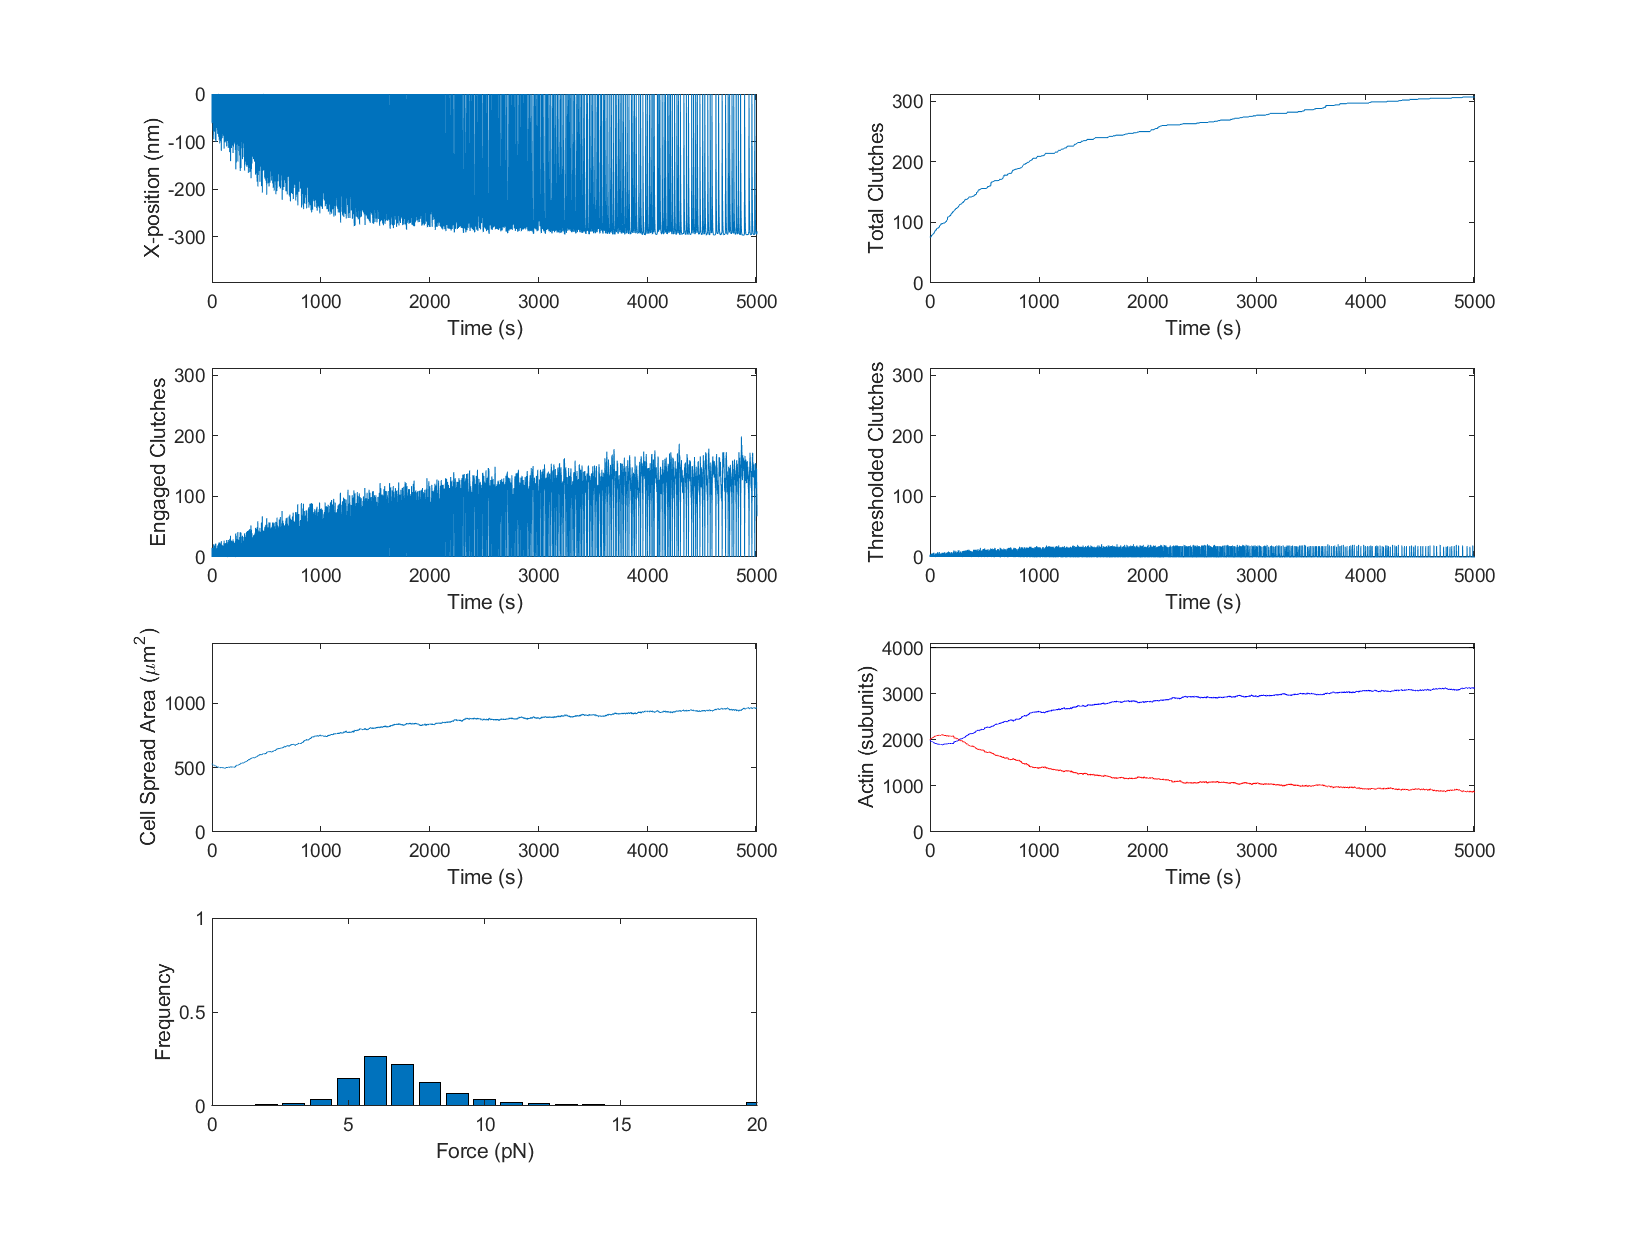 X-position (nm)
0
-100
-200
-300
0 1000 2000 3000 4000 5000
Time (s)
Total Clutches
300
200
100
0
0 1000 2000 3000 4000 5000
Time (s)
Engaged Clutches
300
200
100
0
0 1000 2000 3000 4000 5000
Time (s)
Thresholded Clutches
300
200
100
0
0 1000 2000 3000 4000 5000
Time (s)
Cell Spread Area (μm²)
1000
500
0
0 1000 2000 3000 4000 5000
Time (s)
Actin (subunits)
4000
3000
2000
1000
0
0 1000 2000 3000 4000 5000
Time (s)
Frequency
1
0.5
0
0 5 10 15 20
Force (pN)